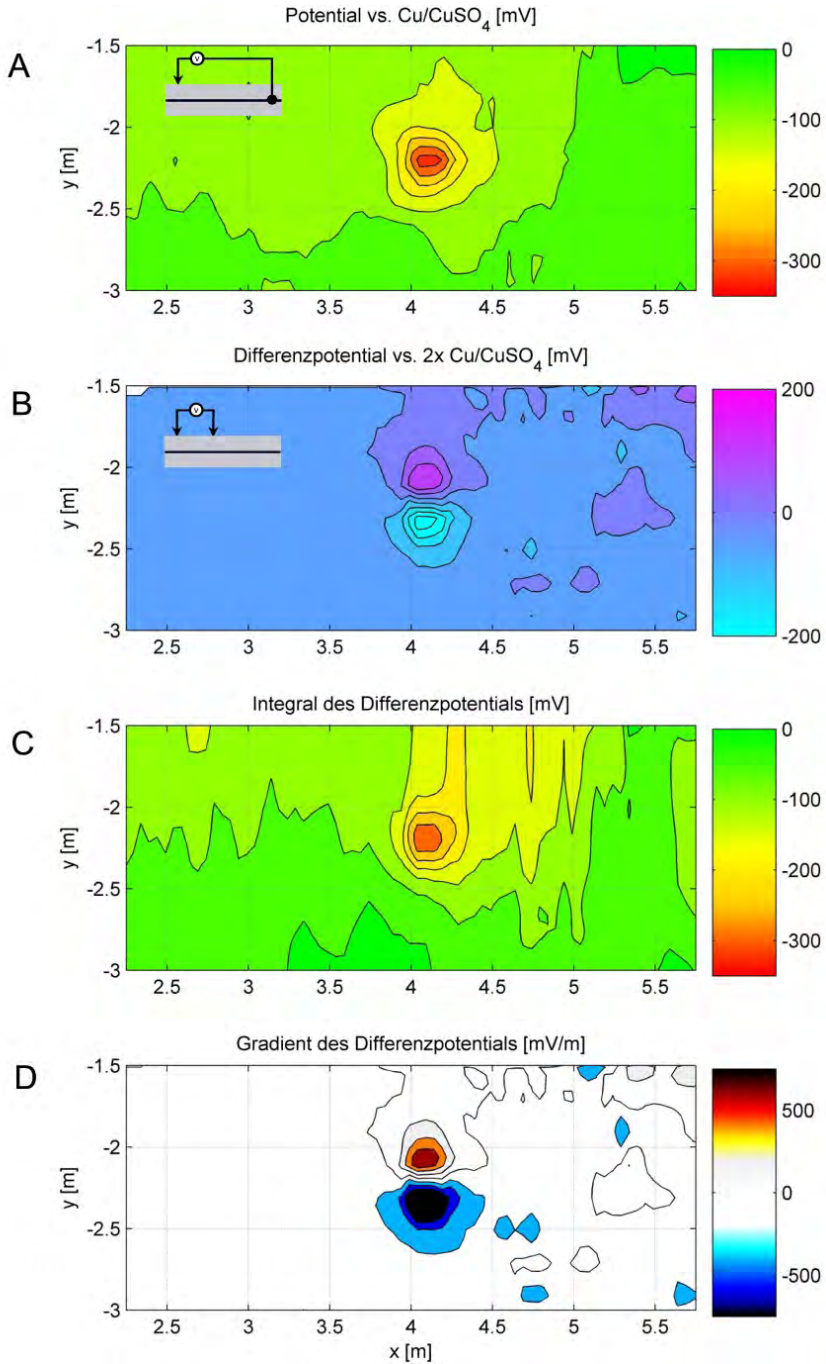 Potential vs. Cu/CuSO4 [mV]
A
V
y [m]
-1.5
-2
-2.5
-3
2.5 3 3.5 4 4.5 5 5.5
0
-100
-200
-300
Differenzpotential vs. 2x Cu/CuSO4 [mV]
B
V
y [m]
-1.5
-2
-2.5
-3
2.5 3 3.5 4 4.5 5 5.5
200
100
0
-100
-200
Integral des Differenzpotentials [mV]
C
y [m]
-1.5
-2
-2.5
-3
2.5 3 3.5 4 4.5 5 5.5
0
-100
-200
-300
Gradient des Differenzpotentials [mV/m]
D
y [m]
-1.5
-2
-2.5
-3
2.5 3 3.5 4 4.5 5 5.5
x [m]
500
0
-500